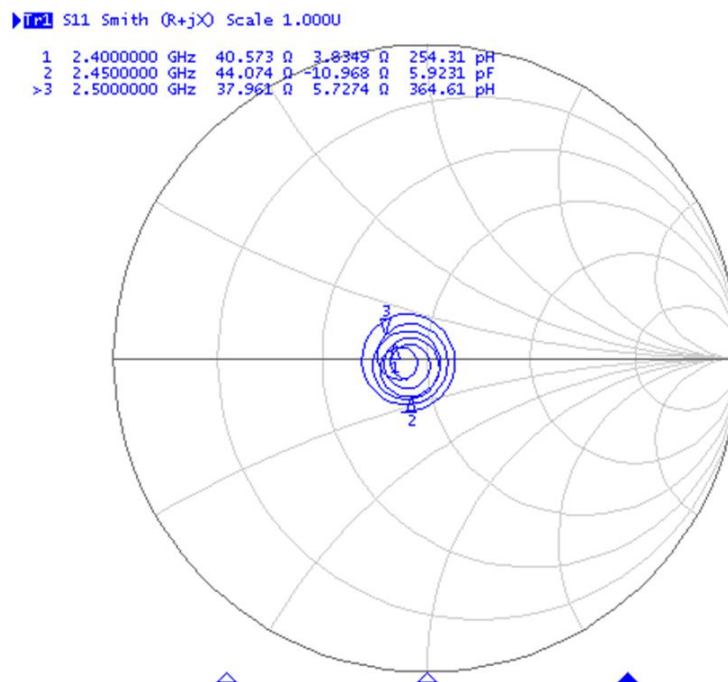 Tr1 S11 Smith (R+jX) Scale 1.000U
1 2.4000000 GHz 40.573 Ω 3.8349 Ω 254.31 pH
2 2.4500000 GHz 44.074 Ω -10.968 Ω 5.9231 pF
>3 2.5000000 GHz 37.961 Ω 5.7274 Ω 364.61 pH
3
1
2